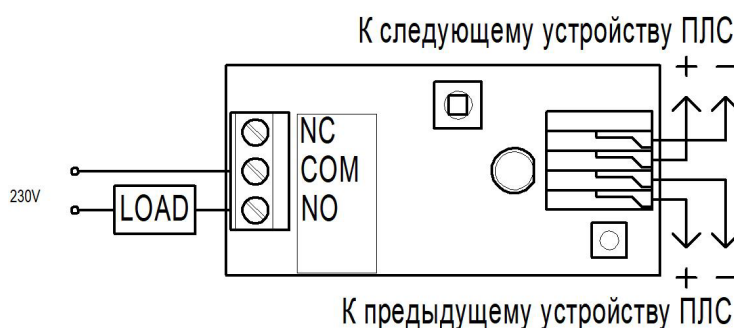 К следующему устройству ПЛС
+ −
NC
COM
230V
LOAD
NO
+ −
К предыдущему устройству ПЛС